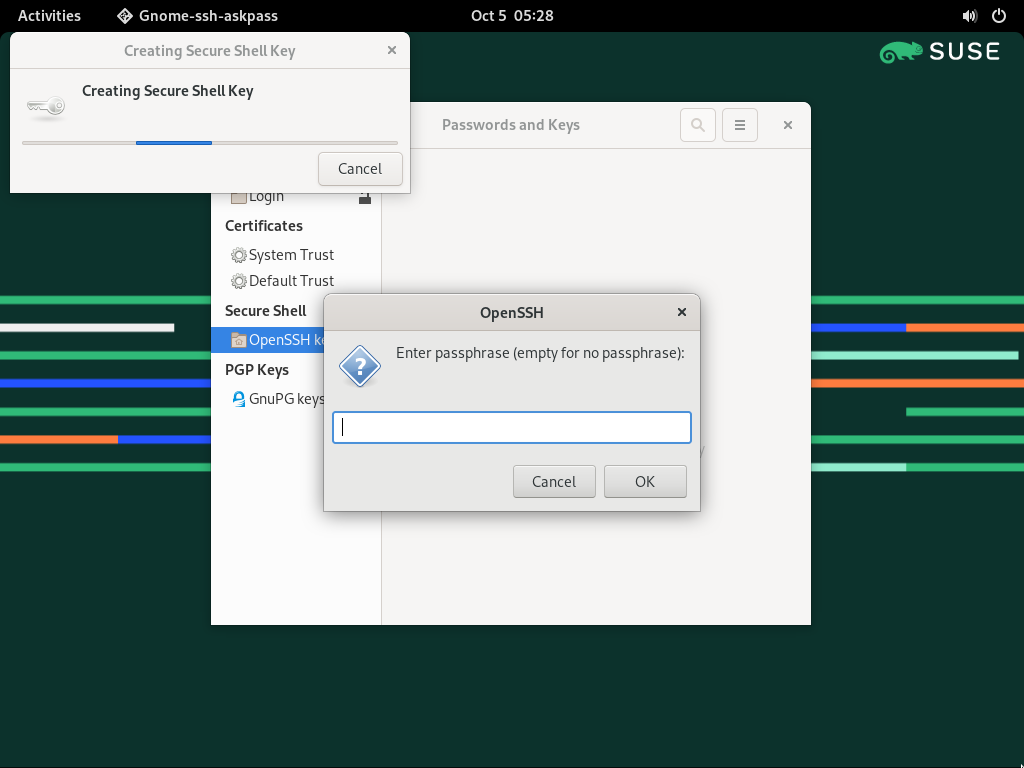 Activities
Gnome-ssh-askpass
Oct 5 05:28
SUSE
Creating Secure Shell Key
Creating Secure Shell Key
Cancel
Passwords and Keys
Login
Certificates
System Trust
Default Trust
Secure Shell
OpenSSH ke
PGP Keys
GnuPG keys
OpenSSH
Enter passphrase (empty for no passphrase):
Cancel
OK